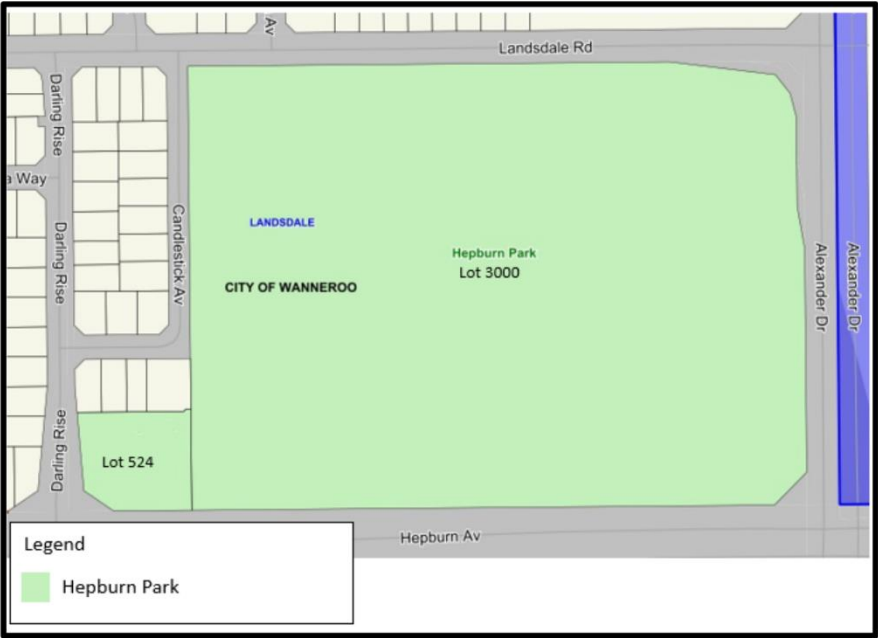 Av
Landsdale Rd
Darling Rise
a Way
Candlestick Av
Darling Rise
LANDSDALE
Hepburn Park
Lot 3000
CITY OF WANNEROO
Alexander Dr
Alexander Dr
Darling Rise
Lot 524
Hepburn Av
Legend
Hepburn Park